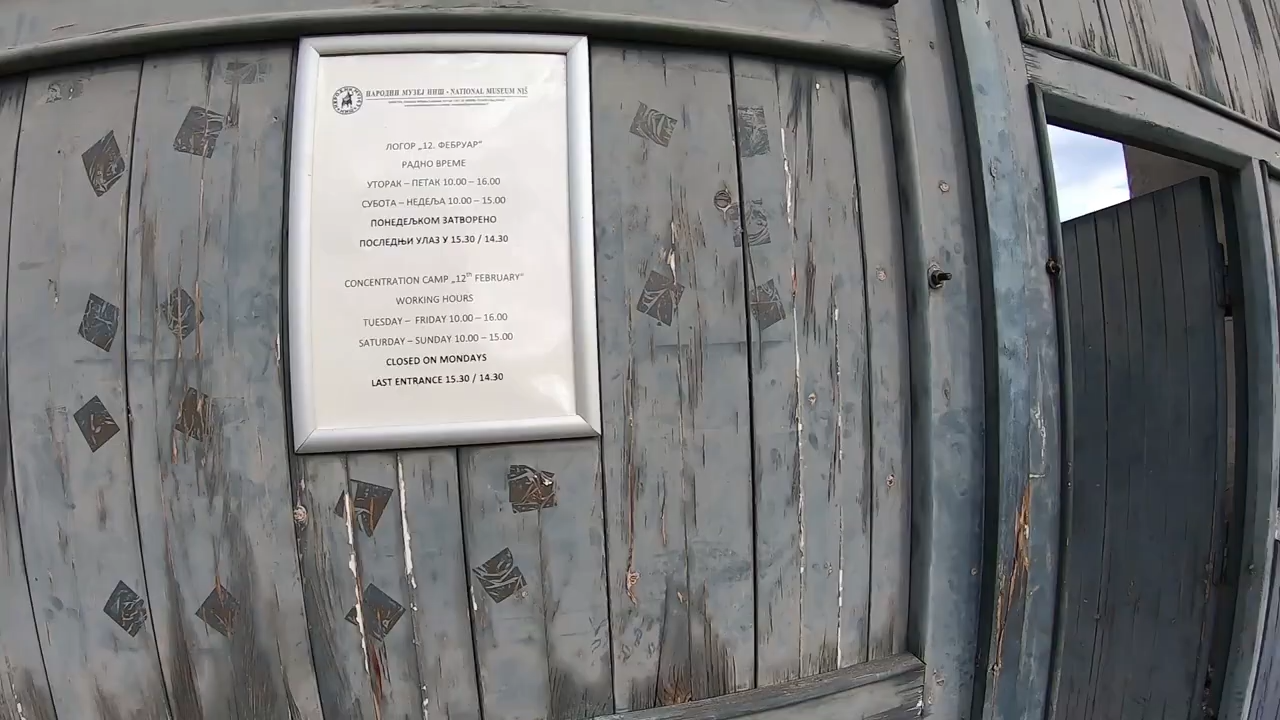 НАРОДНИ МУЗЕЈ НИШ - NATIONAL MUSEUM NIŠ
ЛОГОР „12. ФЕБРУАР“
РАДНО ВРЕМЕ
УТОРАК – ПЕТАК 10.00 – 16.00
СУБОТА – НЕДЕЉА 10.00 – 15.00
ПОНЕДЕЉКОМ ЗАТВОРЕНО
ПОСЛЕДЊИ УЛАЗ У 15.30 / 14.30
CONCENTRATION CAMP „12th FEBRUARY“
WORKING HOURS
TUESDAY – FRIDAY 10.00 – 16.00
SATURDAY – SUNDAY 10.00 – 15.00
CLOSED ON MONDAYS
LAST ENTRANCE 15.30 / 14.30